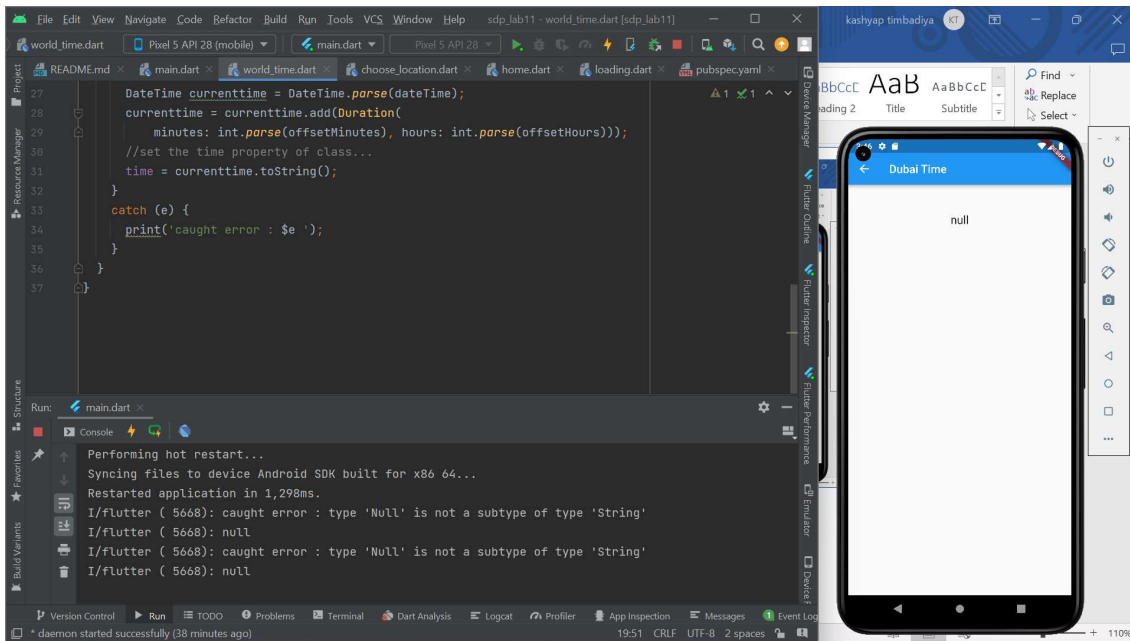 File Edit View Navigate Code Refactor Build Run Tools VCS Window Help sdp_lab11 - world_time.dart [sdp_lab11]
world_time.dart Pixel 5 API 28 (mobile) main.dart Pixel 5 API 28
README.md main.dart world_time.dart choose_location.dart home.dart loading.dart pubspec.yaml
Project
Resource Manager
Structure
Favorites
Build Variants
27 DateTime currenttime = DateTime.parse(dateTime);
28 currenttime = currenttime.add(Duration(
29 minutes: int.parse(offsetMinutes), hours: int.parse(offsetHours)));
30 //set the time property of class...
31 time = currenttime.toString();
32 }
33 catch (e) {
34 print('caught error : $e ');
35 }
36 }
37 }
1 1
Device Manager
Flutter Outline
Flutter Inspector
Flutter Performance
Emulator
Run: main.dart
Console
Performing hot restart...
Syncing files to device Android SDK built for x86 64...
Restarted application in 1,298ms.
I/flutter ( 5668): caught error : type 'Null' is not a subtype of type 'String'
I/flutter ( 5668): null
I/flutter ( 5668): caught error : type 'Null' is not a subtype of type 'String'
I/flutter ( 5668): null
Version Control Run TODO Problems Terminal Dart Analysis Logcat Profiler App Inspection Messages 1 Event Log
* daemon started successfully (38 minutes ago) 19:51 CRLF UTF-8 2 spaces
kashyap timbadiya KT
AaB AaBbCcD
Title Subtitle
Find
Replace
Select
Dubai Time
null
110%